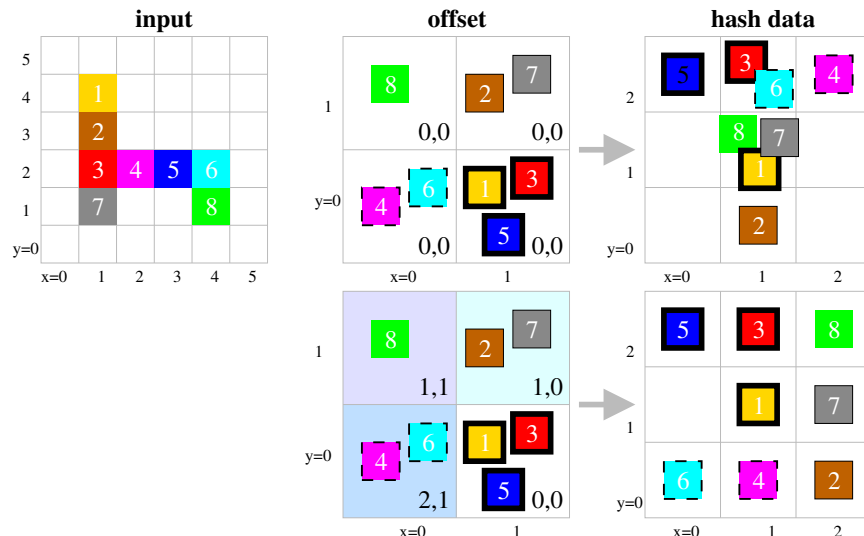 input
offset
hash data
5
4
3
2
1
y=0
x=0 1 2 3 4 5
1
2
3 4 5 6
7 8
1
y=0
x=0 1
8
2 7
0,0 0,0
4 6 1 3
5
0,0 0,0
2
1
y=0
x=0 1 2
5 3 6 4
8 7
1
2
1
y=0
x=0 1
8
2 7
1,1 1,0
4 6 1 3
5
2,1 0,0
2
1
y=0
x=0 1 2
5 3 8
1 7
6 4 2